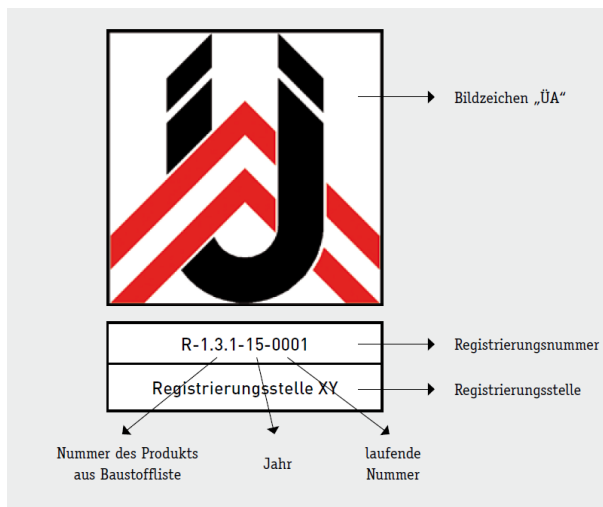 Bildzeichen „ÜA“
R-1.3.1-15-0001
Registrierungsnummer
Registrierungsstelle XY
Registrierungsstelle
Nummer des Produkts
aus Baustoffliste
Jahr
laufende
Nummer